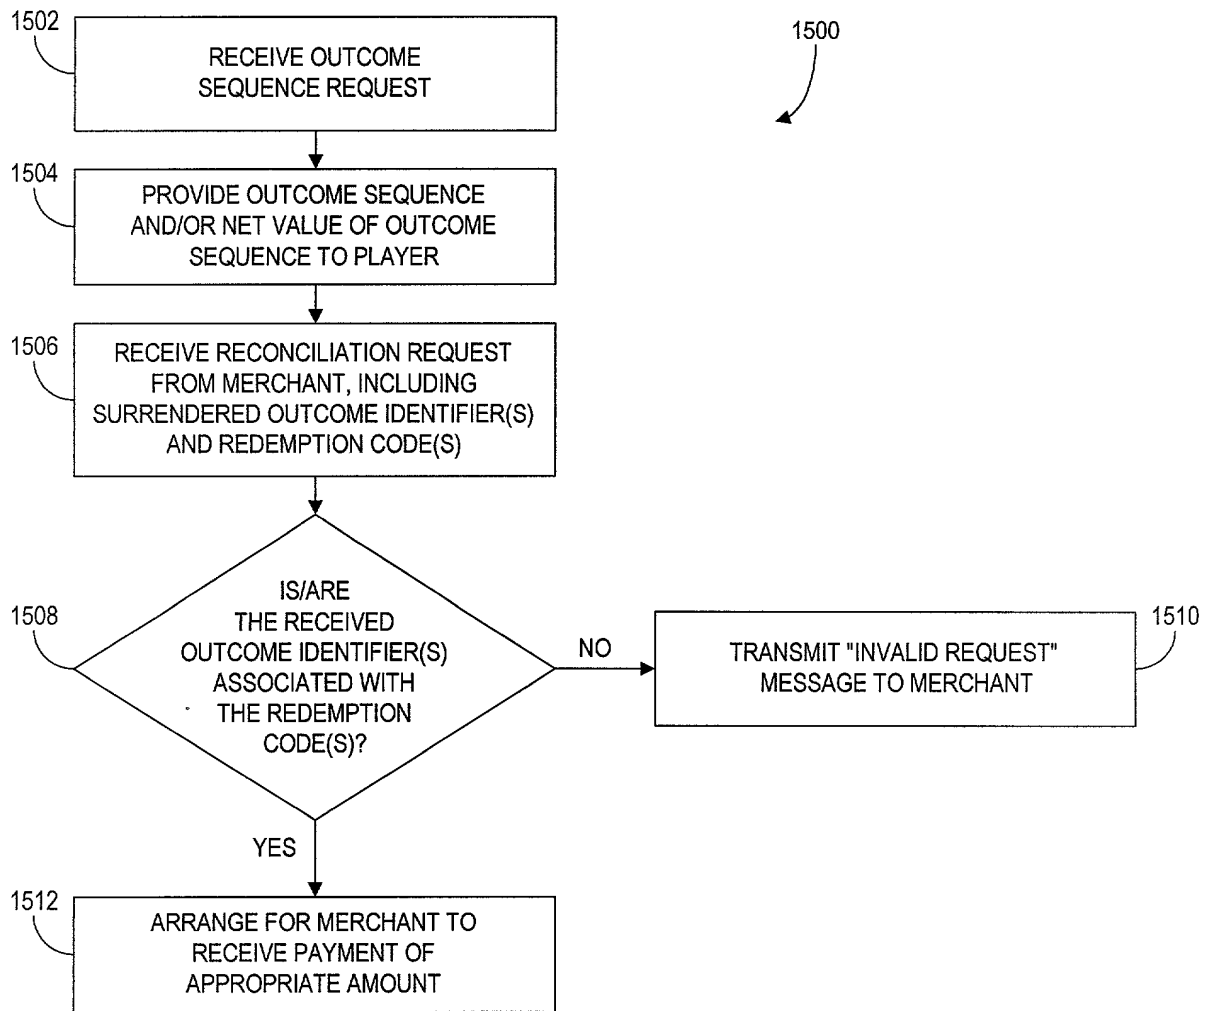 1502
1500
RECEIVE OUTCOME
SEQUENCE REQUEST
1504
PROVIDE OUTCOME SEQUENCE
AND/OR NET VALUE OF OUTCOME
SEQUENCE TO PLAYER
1506
RECEIVE RECONCILIATION REQUEST
FROM MERCHANT, INCLUDING
SURRENDERED OUTCOME IDENTIFIER(S)
AND REDEMPTION CODE(S)
1508
IS/ARE
THE RECEIVED
OUTCOME IDENTIFIER(S)
ASSOCIATED WITH
THE REDEMPTION
CODE(S)?
NO
1510
TRANSMIT "INVALID REQUEST"
MESSAGE TO MERCHANT
YES
1512
ARRANGE FOR MERCHANT TO
RECEIVE PAYMENT OF
APPROPRIATE AMOUNT